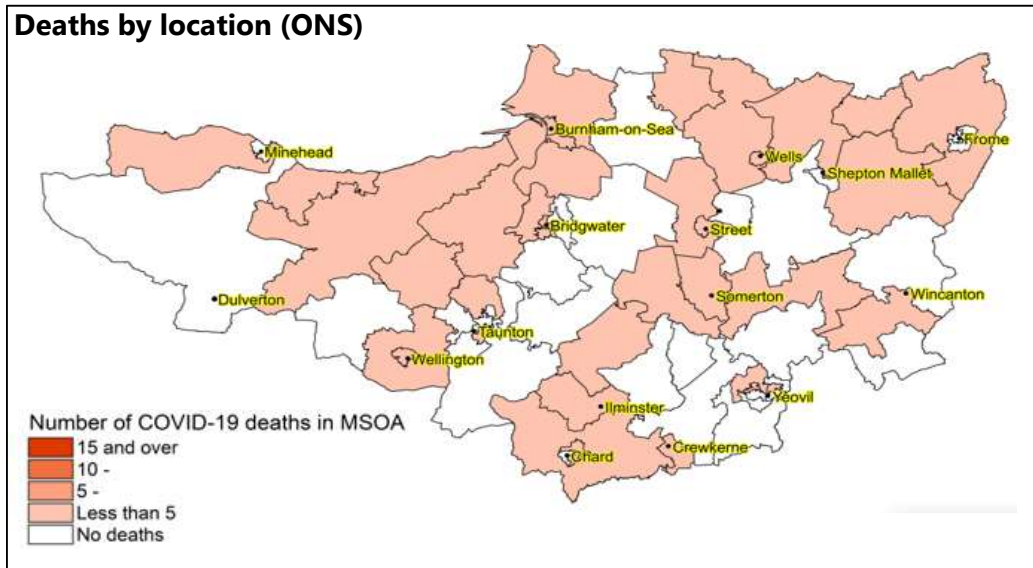 Deaths by location (ONS)
Burnham-on-Sea
Frome
Minehead
Wells
Shepton Mallet
Bridgwater
Street
Dulverton
Somerton
Wincanton
Taunton
Wellington
Yeovil
Ilminster
Crewkerne
Chard
Number of COVID-19 deaths in MSOA
15 and over
10 -
5 -
Less than 5
No deaths